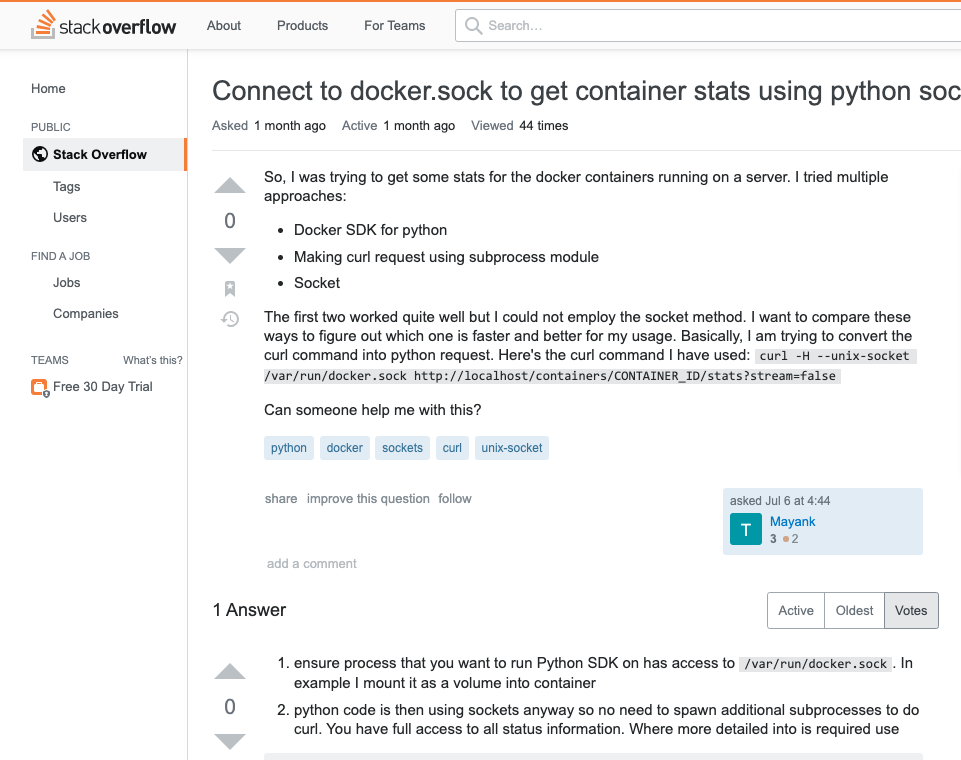 stackoverflow About Products For Teams Search...
Home
PUBLIC
Stack Overflow
Tags
Users
FIND A JOB
Jobs
Companies
TEAMS What's this?
Free 30 Day Trial
Connect to docker.sock to get container stats using python soc
Asked 1 month ago Active 1 month ago Viewed 44 times
0
So, I was trying to get some stats for the docker containers running on a server. I tried multiple
approaches:
• Docker SDK for python
• Making curl request using subprocess module
• Socket
The first two worked quite well but I could not employ the socket method. I want to compare these
ways to figure out which one is faster and better for my usage. Basically, I am trying to convert the
curl command into python request. Here's the curl command I have used: curl -H --unix-socket
/var/run/docker.sock http://localhost/containers/CONTAINER_ID/stats?stream=false
Can someone help me with this?
python docker sockets curl unix-socket
share improve this question follow
asked Jul 6 at 4:44
T Mayank
3 2
add a comment
1 Answer
Active Oldest Votes
0
1. ensure process that you want to run Python SDK on has access to /var/run/docker.sock . In
example I mount it as a volume into container
2. python code is then using sockets anyway so no need to spawn additional subprocesses to do
curl. You have full access to all status information. Where more detailed into is required use